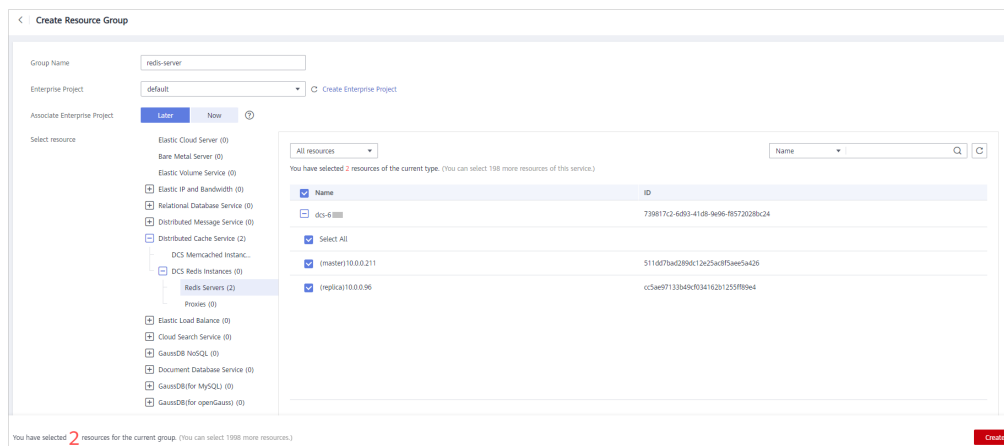 Create Resource Group
Group Name
redis-server
Enterprise Project
default
Create Enterprise Project
Associate Enterprise Project
Later
Now
Select resource
Elastic Cloud Server (0)
Bare Metal Server (0)
Elastic Volume Service (0)
Elastic IP and Bandwidth (0)
Relational Database Service (0)
Distributed Message Service (0)
Distributed Cache Service (2)
DCS Memcached Instanc...
DCS Redis Instances (0)
Redis Servers (2)
Proxies (0)
Elastic Load Balance (0)
Cloud Search Service (0)
GaussDB NoSQL (0)
Document Database Service (0)
GaussDB(for MySQL) (0)
GaussDB(for openGauss) (0)
All resources
Name
You have selected 2 resources of the current type. (You can select 198 more resources of this service.)
Name ID
dcs-6 739817c2-6d93-41d8-9e96-f8572028bc24
Select All
(master)10.0.0.211 511dd7bad289dc12e25ac8f5aee5a426
(replica)10.0.0.96 cc5ae97133b49cf034162b1255ff89e4
You have selected 2 resources for the current group. (You can select 1998 more resources.)
Create